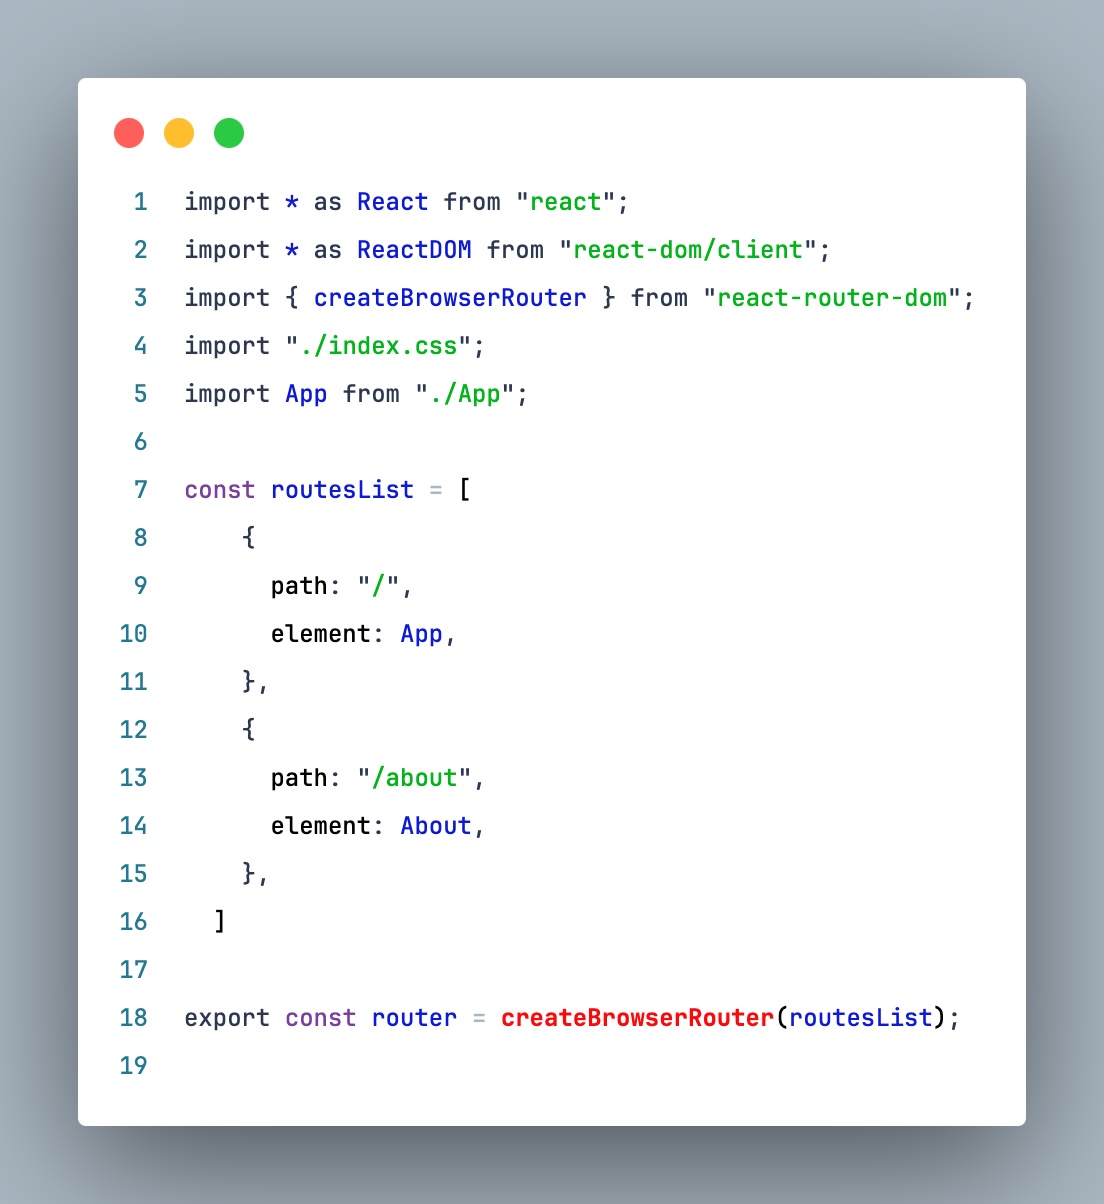 1 import * as React from "react";
2 import * as ReactDOM from "react-dom/client";
3 import { createBrowserRouter } from "react-router-dom";
4 import "./index.css";
5 import App from "./App";
6
7 const routesList = [
8     {
9       path: "/",
10       element: App,
11     },
12     {
13       path: "/about",
14       element: About,
15     },
16   ]
17
18 export const router = createBrowserRouter(routesList);
19